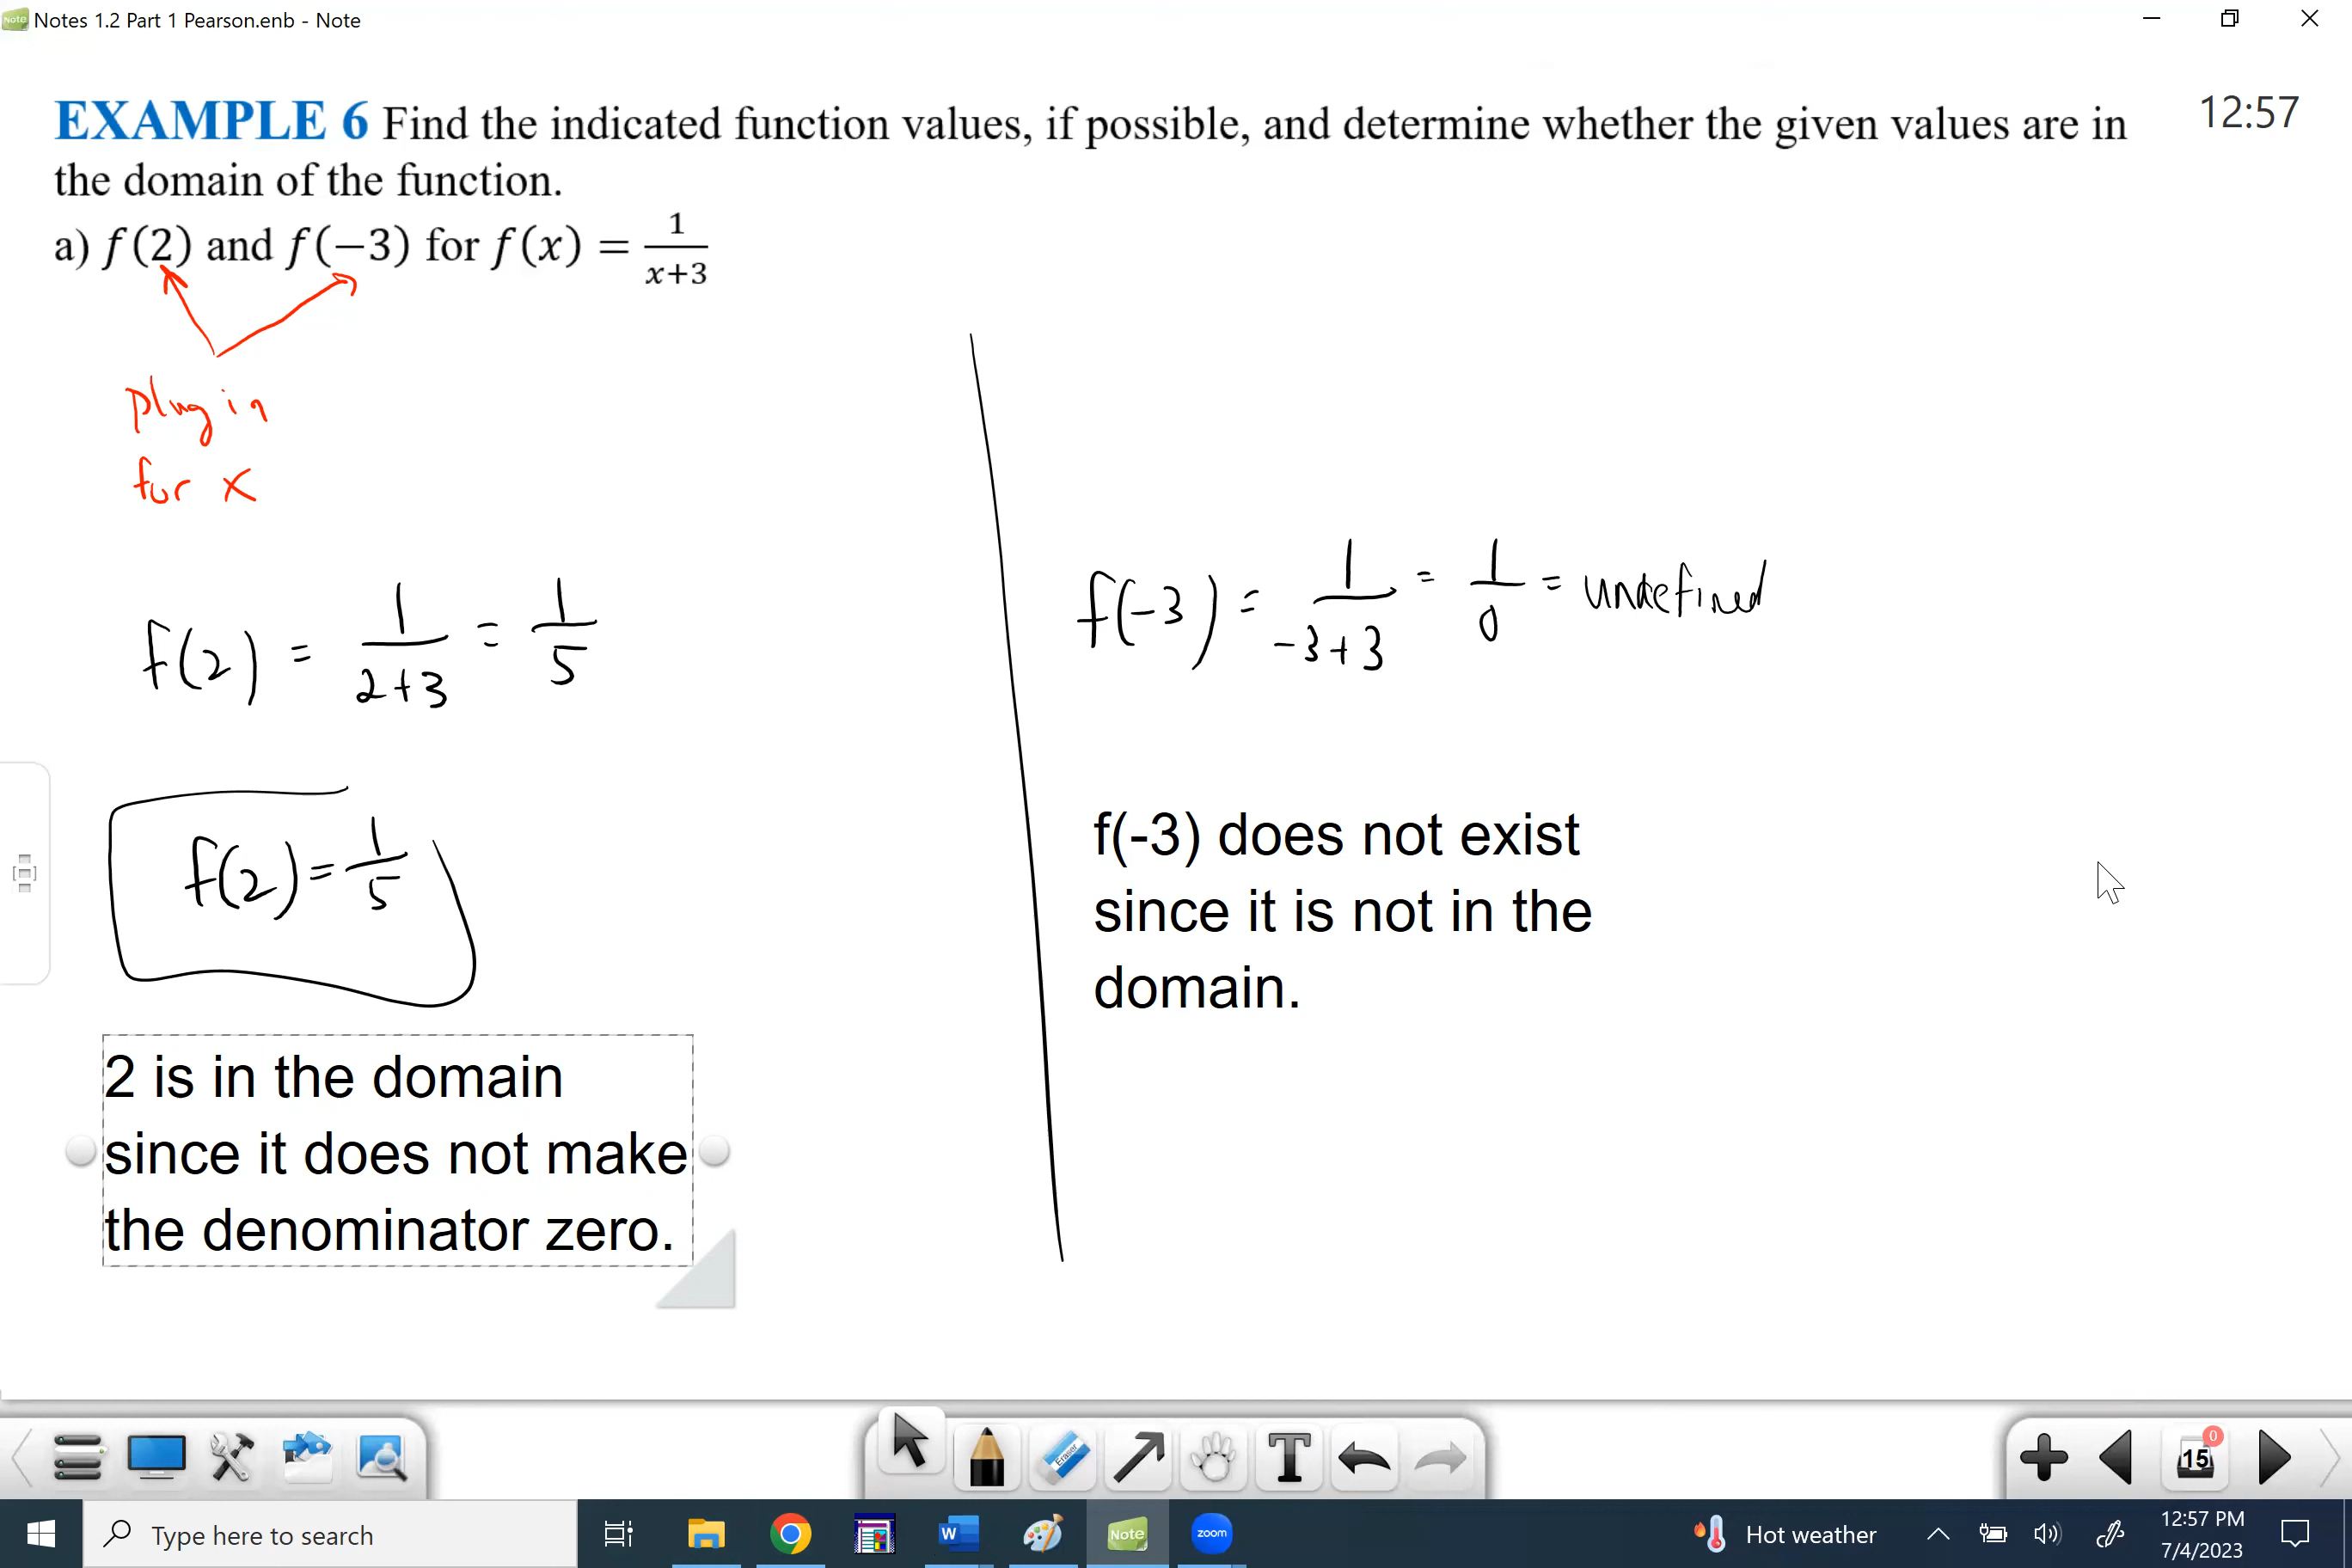 Notes 1.2 Part 1 Pearson.enb - Note
EXAMPLE 6 Find the indicated function values, if possible, and determine whether the given values are in
the domain of the function.
12:57
a) f(2) and f(−3) for f(x) = 1/(x+3)
plug in
for x
f(2) = 1/(2+3) = 1/5
f(2) = 1/5
2 is in the domain
since it does not make
the denominator zero.
f(-3) = 1/(-3+3) = 1/0 = undefined
f(-3) does not exist
since it is not in the
domain.
Eraser
T
15
0
Type here to search
W
Note
zoom
Hot weather
12:57 PM
7/4/2023